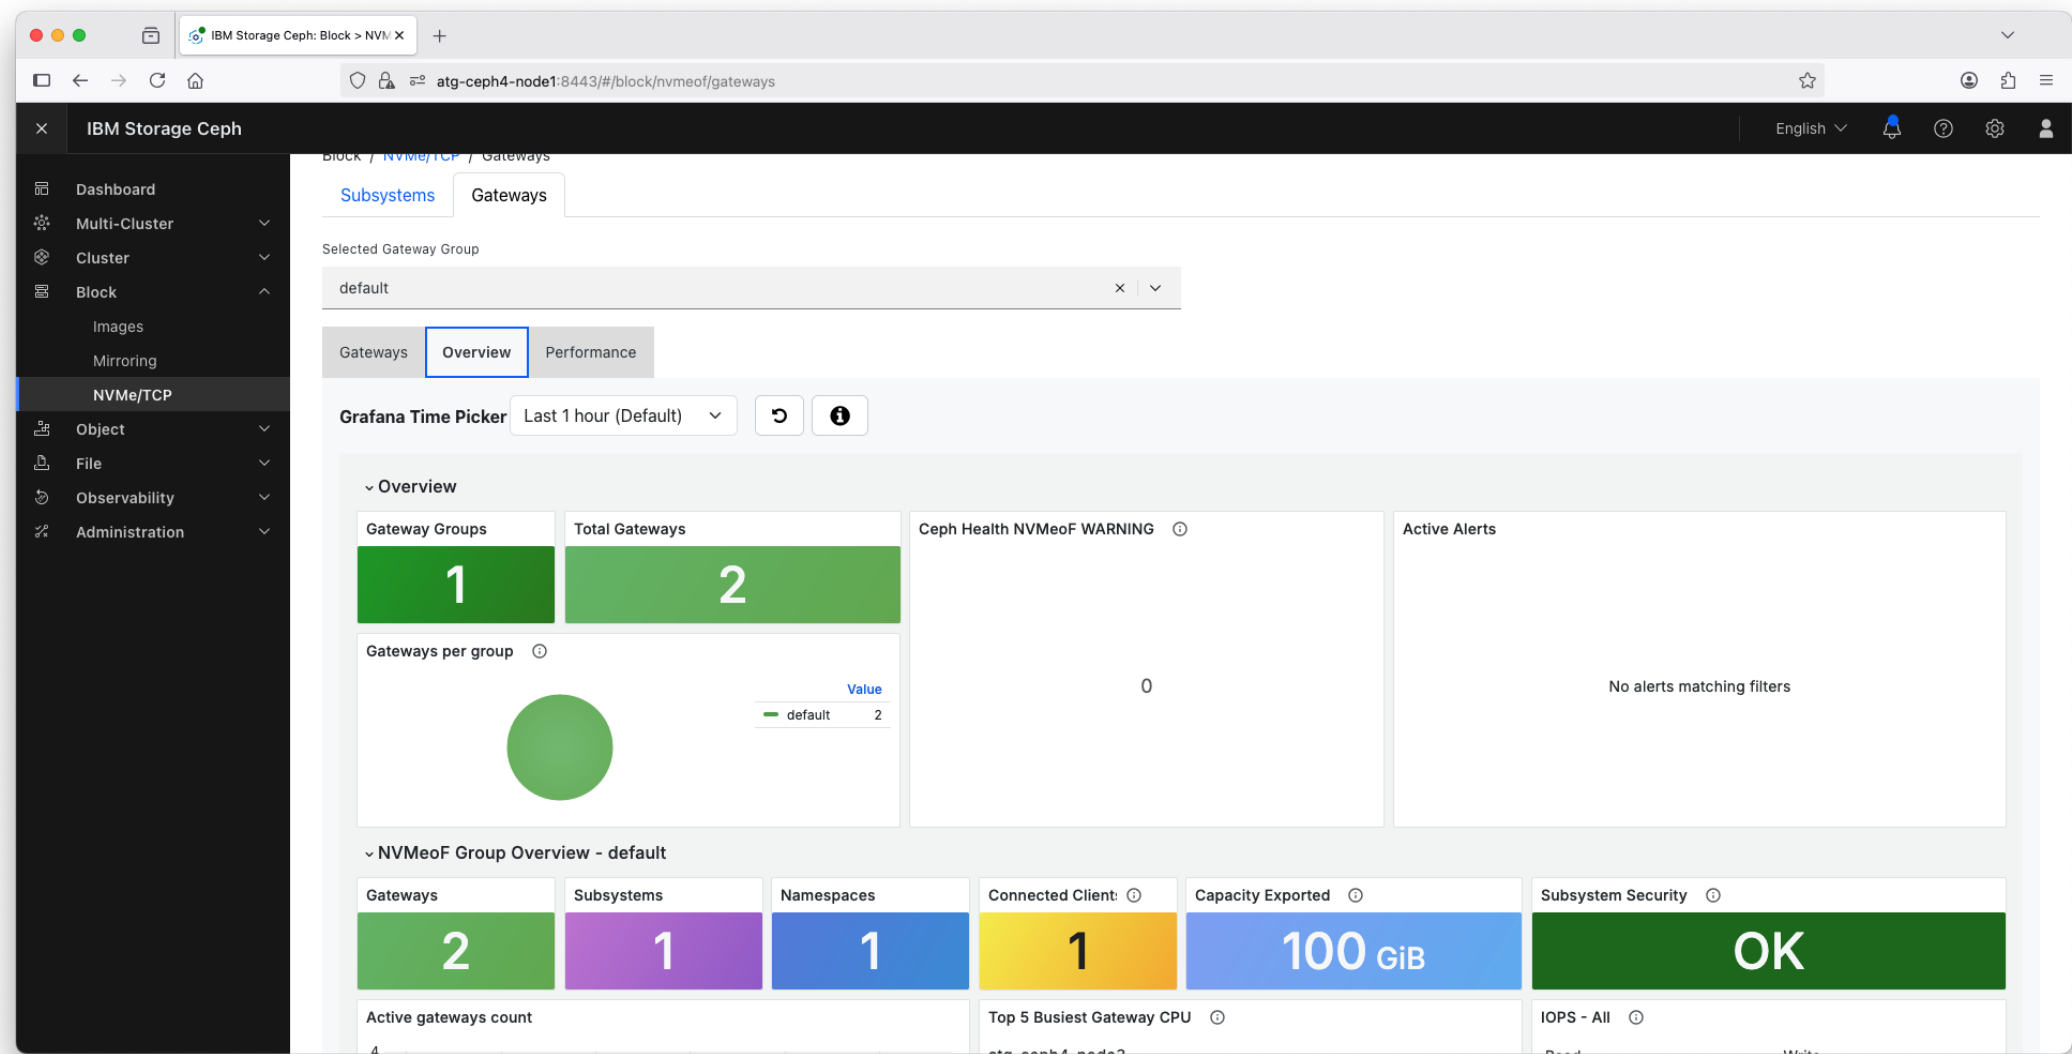 IBM Storage Ceph: Block > NVM
atg-ceph4-node1:8443/#/block/nvmeof/gateways
IBM Storage Ceph
English
Dashboard
Multi-Cluster
Cluster
Block
Images
Mirroring
NVMe/TCP
Object
File
Observability
Administration
Block / NVMe/TCP / Gateways
Subsystems Gateways
Selected Gateway Group
default
Gateways Overview Performance
Grafana Time Picker Last 1 hour (Default)
Overview
Gateway Groups
1
Total Gateways
2
Gateways per group
Value
default 2
Ceph Health NVMeoF WARNING
0
Active Alerts
No alerts matching filters
NVMeoF Group Overview - default
Gateways
2
Subsystems
1
Namespaces
1
Connected Client
1
Capacity Exported
100 GiB
Subsystem Security
OK
Active gateways count
4
Top 5 Busiest Gateway CPU
IOPS - All